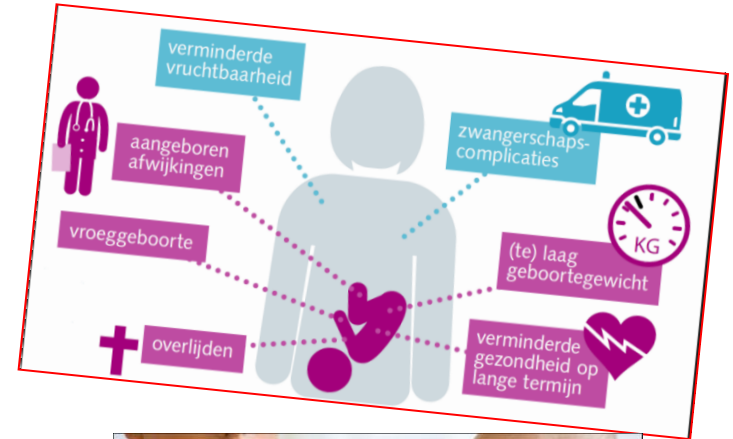 verminderde
vruchtbaarheid
zwangerschaps-
complicaties
aangeboren
afwijkingen
vroeggeboorte
KG
(te) laag
geboortegewicht
overlijden
verminderde
gezondheid op
lange termijn